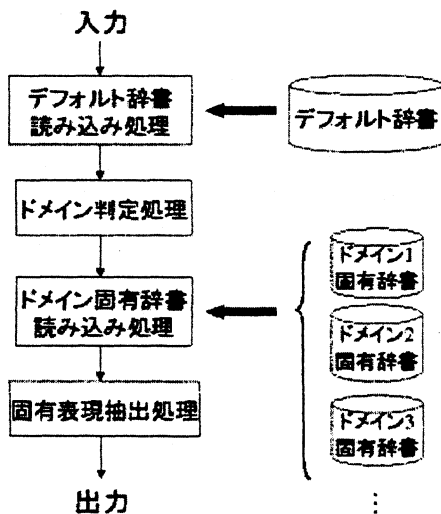 入力
デフォルト辞書
読み込み処理
デフォルト辞書
ドメイン判定処理
ドメイン固有辞書
読み込み処理
ドメイン1
固有辞書
ドメイン2
固有辞書
ドメイン3
固有辞書
⋮
固有表現抽出処理
出力